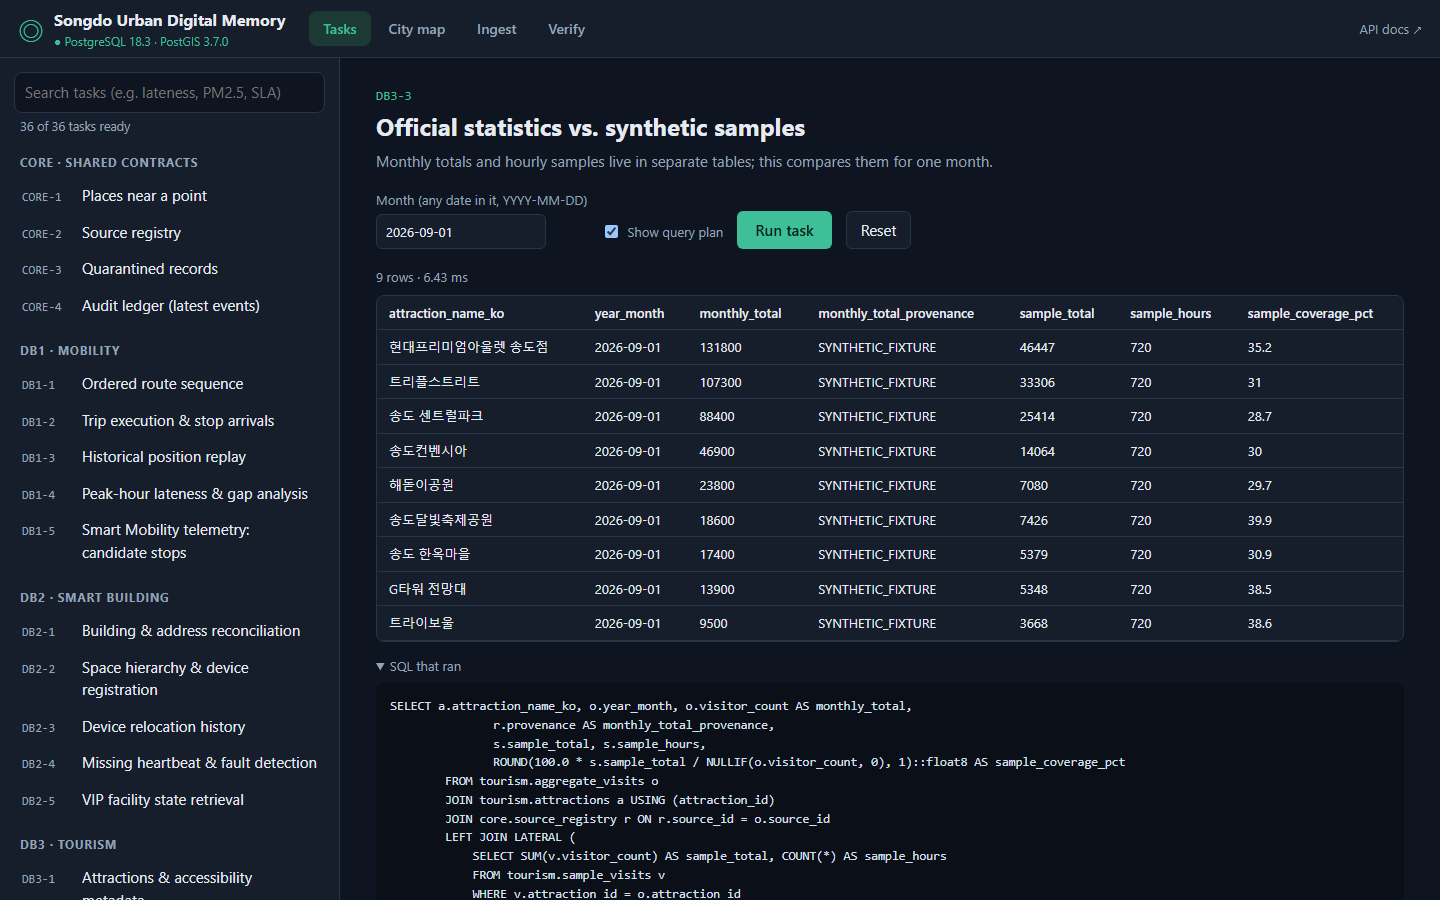 Songdo Urban Digital Memory
● PostgreSQL 18.3 · PostGIS 3.7.0
Tasks
City map
Ingest
Verify
API docs ↗
Search tasks (e.g. lateness, PM2.5, SLA)
36 of 36 tasks ready
CORE · SHARED CONTRACTS
CORE-1 Places near a point
CORE-2 Source registry
CORE-3 Quarantined records
CORE-4 Audit ledger (latest events)
DB1 · MOBILITY
DB1-1 Ordered route sequence
DB1-2 Trip execution & stop arrivals
DB1-3 Historical position replay
DB1-4 Peak-hour lateness & gap analysis
DB1-5 Smart Mobility telemetry:
candidate stops
DB2 · SMART BUILDING
DB2-1 Building & address reconciliation
DB2-2 Space hierarchy & device
registration
DB2-3 Device relocation history
DB2-4 Missing heartbeat & fault detection
DB2-5 VIP facility state retrieval
DB3 · TOURISM
DB3-1 Attractions & accessibility
metadata
DB3-3
Official statistics vs. synthetic samples
Monthly totals and hourly samples live in separate tables; this compares them for one month.
Month (any date in it, YYYY-MM-DD)
2026-09-01
Show query plan
Run task
Reset
9 rows · 6.43 ms
attraction_name_ko year_month monthly_total monthly_total_provenance sample_total sample_hours sample_coverage_pct
현대프리미엄아울렛 송도점 2026-09-01 131800 SYNTHETIC_FIXTURE 46447 720 35.2
트리플스트리트 2026-09-01 107300 SYNTHETIC_FIXTURE 33306 720 31
송도 센트럴파크 2026-09-01 88400 SYNTHETIC_FIXTURE 25414 720 28.7
송도컨벤시아 2026-09-01 46900 SYNTHETIC_FIXTURE 14064 720 30
해돋이공원 2026-09-01 23800 SYNTHETIC_FIXTURE 7080 720 29.7
송도달빛축제공원 2026-09-01 18600 SYNTHETIC_FIXTURE 7426 720 39.9
송도 한옥마을 2026-09-01 17400 SYNTHETIC_FIXTURE 5379 720 30.9
G타워 전망대 2026-09-01 13900 SYNTHETIC_FIXTURE 5348 720 38.5
트라이보울 2026-09-01 9500 SYNTHETIC_FIXTURE 3668 720 38.6
▼ SQL that ran
SELECT a.attraction_name_ko, o.year_month, o.visitor_count AS monthly_total,
r.provenance AS monthly_total_provenance,
s.sample_total, s.sample_hours,
ROUND(100.0 * s.sample_total / NULLIF(o.visitor_count, 0), 1)::float8 AS sample_coverage_pct
FROM tourism.aggregate_visits o
JOIN tourism.attractions a USING (attraction_id)
JOIN core.source_registry r ON r.source_id = o.source_id
LEFT JOIN LATERAL (
SELECT SUM(v.visitor_count) AS sample_total, COUNT(*) AS sample_hours
FROM tourism.sample_visits v
WHERE v.attraction_id = o.attraction_id